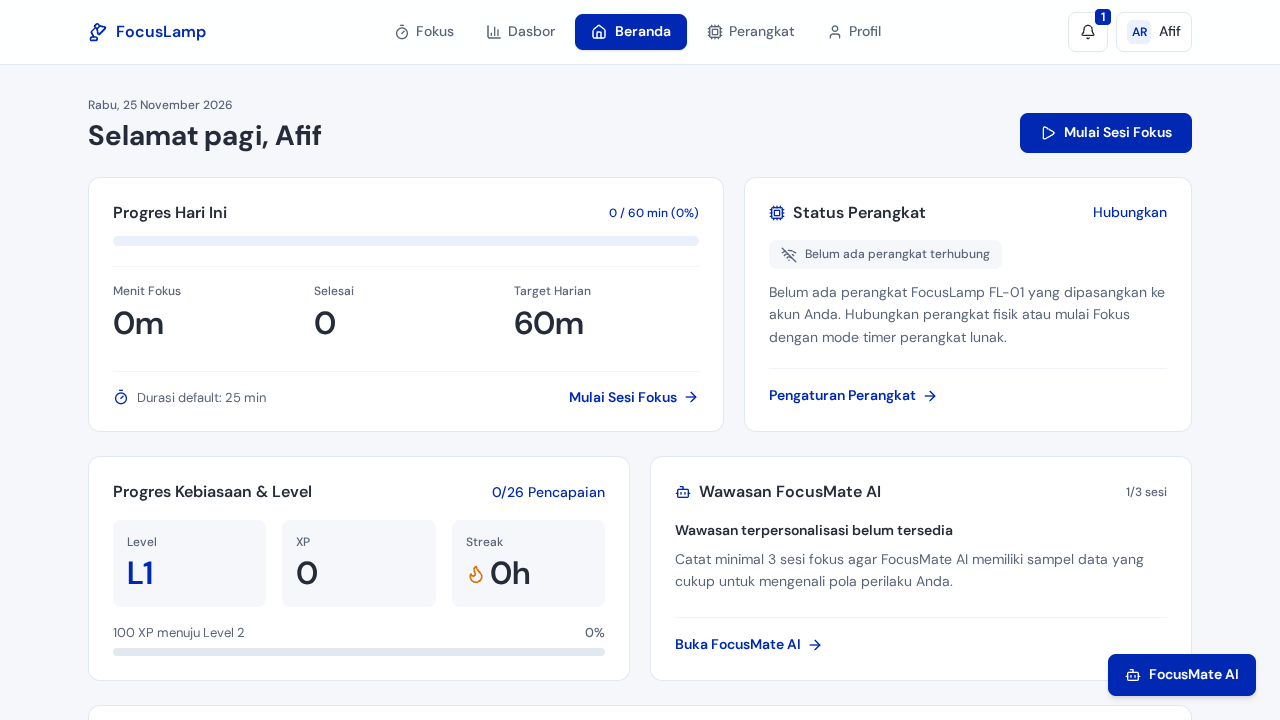 FocusLamp
Fokus
Dasbor
Beranda
Perangkat
Profil
1
AR
Afif
Rabu, 25 November 2026
Selamat pagi, Afif
Mulai Sesi Fokus
Progres Hari Ini
0 / 60 min (0%)
Menit Fokus
Selesai
Target Harian
0m
0
60m
Durasi default: 25 min
Mulai Sesi Fokus
Status Perangkat
Hubungkan
Belum ada perangkat terhubung
Belum ada perangkat FocusLamp FL-01 yang dipasangkan ke
akun Anda. Hubungkan perangkat fisik atau mulai Fokus
dengan mode timer perangkat lunak.
Pengaturan Perangkat
Progres Kebiasaan & Level
0/26 Pencapaian
Level
XP
Streak
L1
0
0h
100 XP menuju Level 2
0%
Wawasan FocusMate AI
1/3 sesi
Wawasan terpersonalisasi belum tersedia
Catat minimal 3 sesi fokus agar FocusMate AI memiliki sampel data yang
cukup untuk mengenali pola perilaku Anda.
Buka FocusMate AI
FocusMate AI